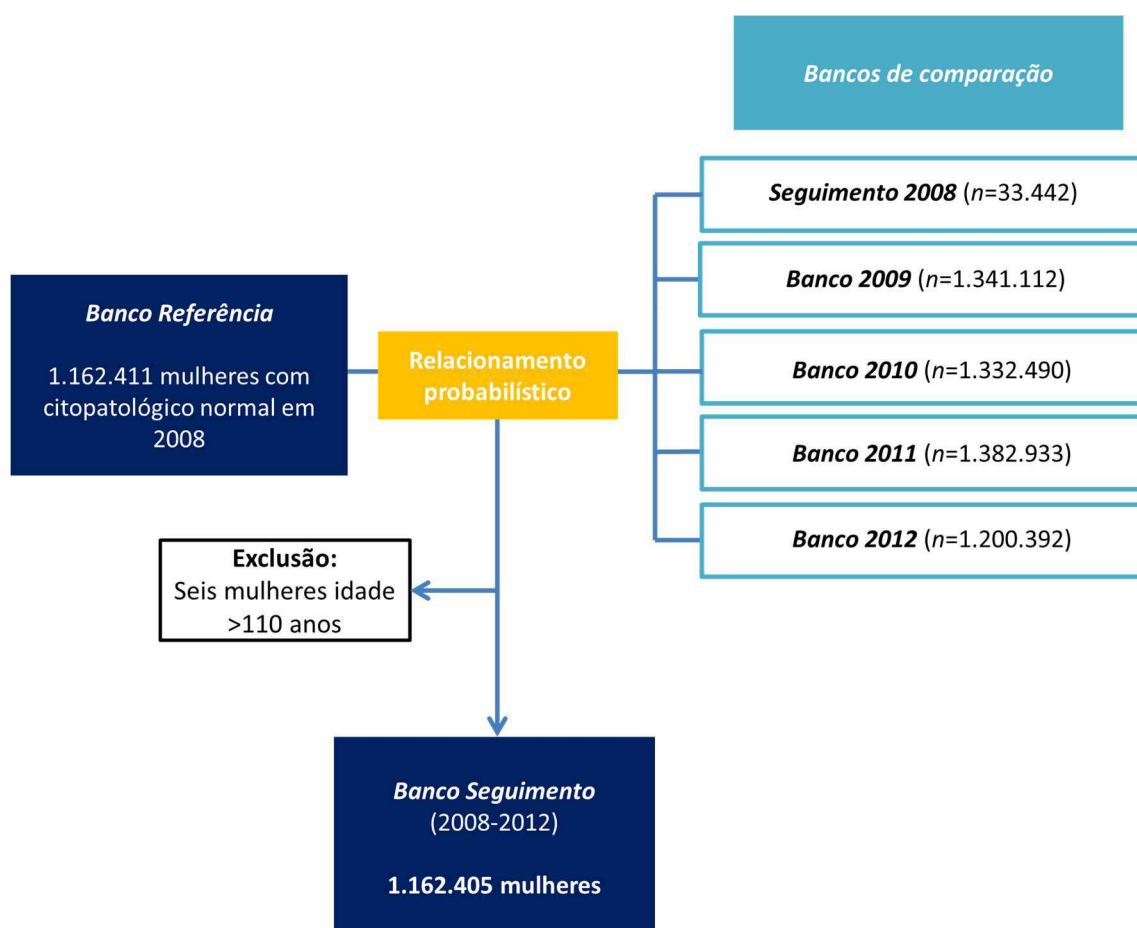 Bancos de comparação
Seguimento 2008 (n=33.442)
Banco 2009 (n=1.341.112)
Banco Referência
1.162.411 mulheres com
citopatológico normal em
2008
Relacionamento
probabilístico
Banco 2010 (n=1.332.490)
Banco 2011 (n=1.382.933)
Banco 2012 (n=1.200.392)
Exclusão:
Seis mulheres idade
>110 anos
Banco Seguimento
(2008-2012)
1.162.405 mulheres